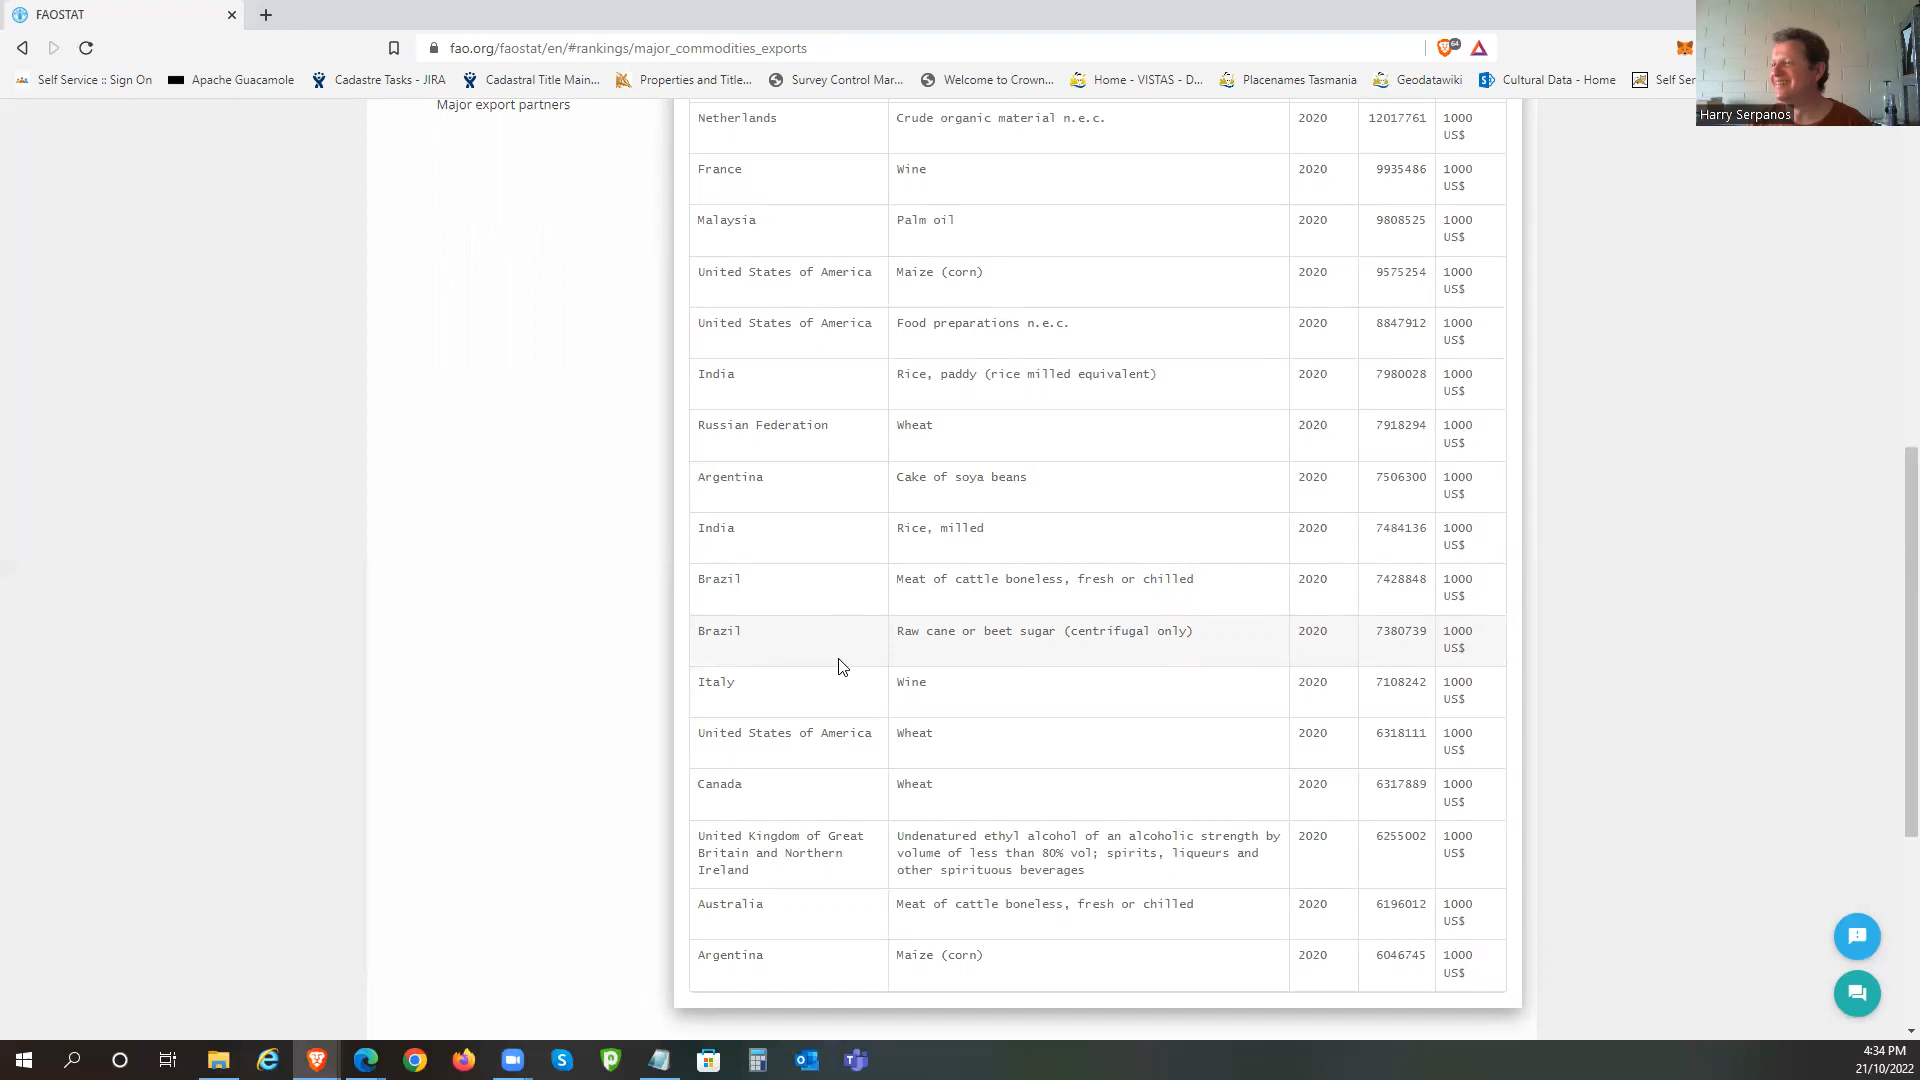 FAOSTAT
fao.org/faostat/en/#rankings/major_commodities_exports
64
Self Service :: Sign On
Apache Guacamole
Cadastre Tasks - JIRA
Cadastral Title Main...
Properties and Title...
Survey Control Mar...
Welcome to Crown...
Home - VISTAS - D...
Placenames Tasmania
Geodatawiki
Cultural Data - Home
Self Ser
Harry Serpanos
Major export partners
Netherlands Crude organic material n.e.c. 2020 12017761 1000
US$
France Wine 2020 9935486 1000
US$
Malaysia Palm oil 2020 9808525 1000
US$
United States of America Maize (corn) 2020 9575254 1000
US$
United States of America Food preparations n.e.c. 2020 8847912 1000
US$
India Rice, paddy (rice milled equivalent) 2020 7980028 1000
US$
Russian Federation Wheat 2020 7918294 1000
US$
Argentina Cake of soya beans 2020 7506300 1000
US$
India Rice, milled 2020 7484136 1000
US$
Brazil Meat of cattle boneless, fresh or chilled 2020 7428848 1000
US$
Brazil Raw cane or beet sugar (centrifugal only) 2020 7380739 1000
US$
Italy Wine 2020 7108242 1000
US$
United States of America Wheat 2020 6318111 1000
US$
Canada Wheat 2020 6317889 1000
US$
United Kingdom of Great Undenatured ethyl alcohol of an alcoholic strength by 2020 6255002 1000
Britain and Northern volume of less than 80% vol; spirits, liqueurs and US$
Ireland other spirituous beverages
Australia Meat of cattle boneless, fresh or chilled 2020 6196012 1000
US$
Argentina Maize (corn) 2020 6046745 1000
US$
4:34 PM
21/10/2022